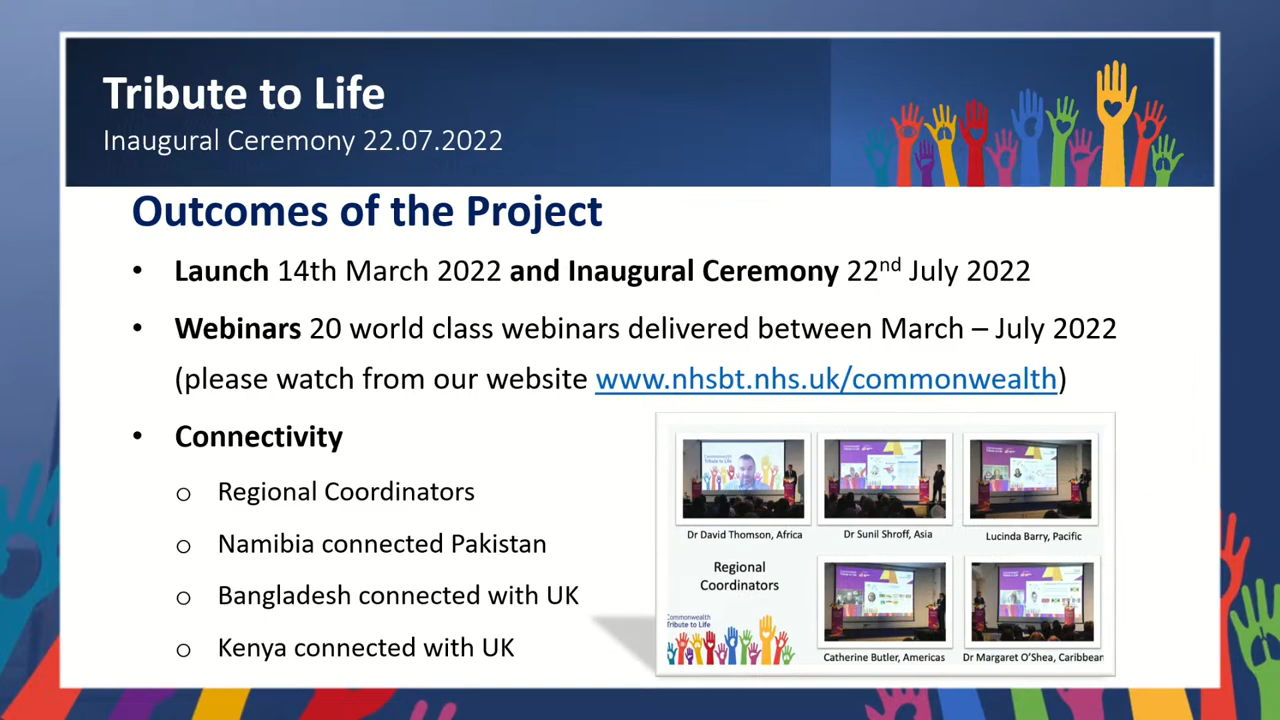 Tribute to Life
Inaugural Ceremony 22.07.2022
Outcomes of the Project
• Launch 14th March 2022 and Inaugural Ceremony 22nd July 2022
• Webinars 20 world class webinars delivered between March – July 2022
(please watch from our website www.nhsbt.nhs.uk/commonwealth)
• Connectivity
o Regional Coordinators
o Namibia connected Pakistan
o Bangladesh connected with UK
o Kenya connected with UK
Dr David Thomson, Africa
Dr Sunil Shroff, Asia
Lucinda Barry, Pacific
Regional
Coordinators
Commonwealth
Tribute to Life
Catherine Butler, Americas
Dr Margaret O'Shea, Caribbean